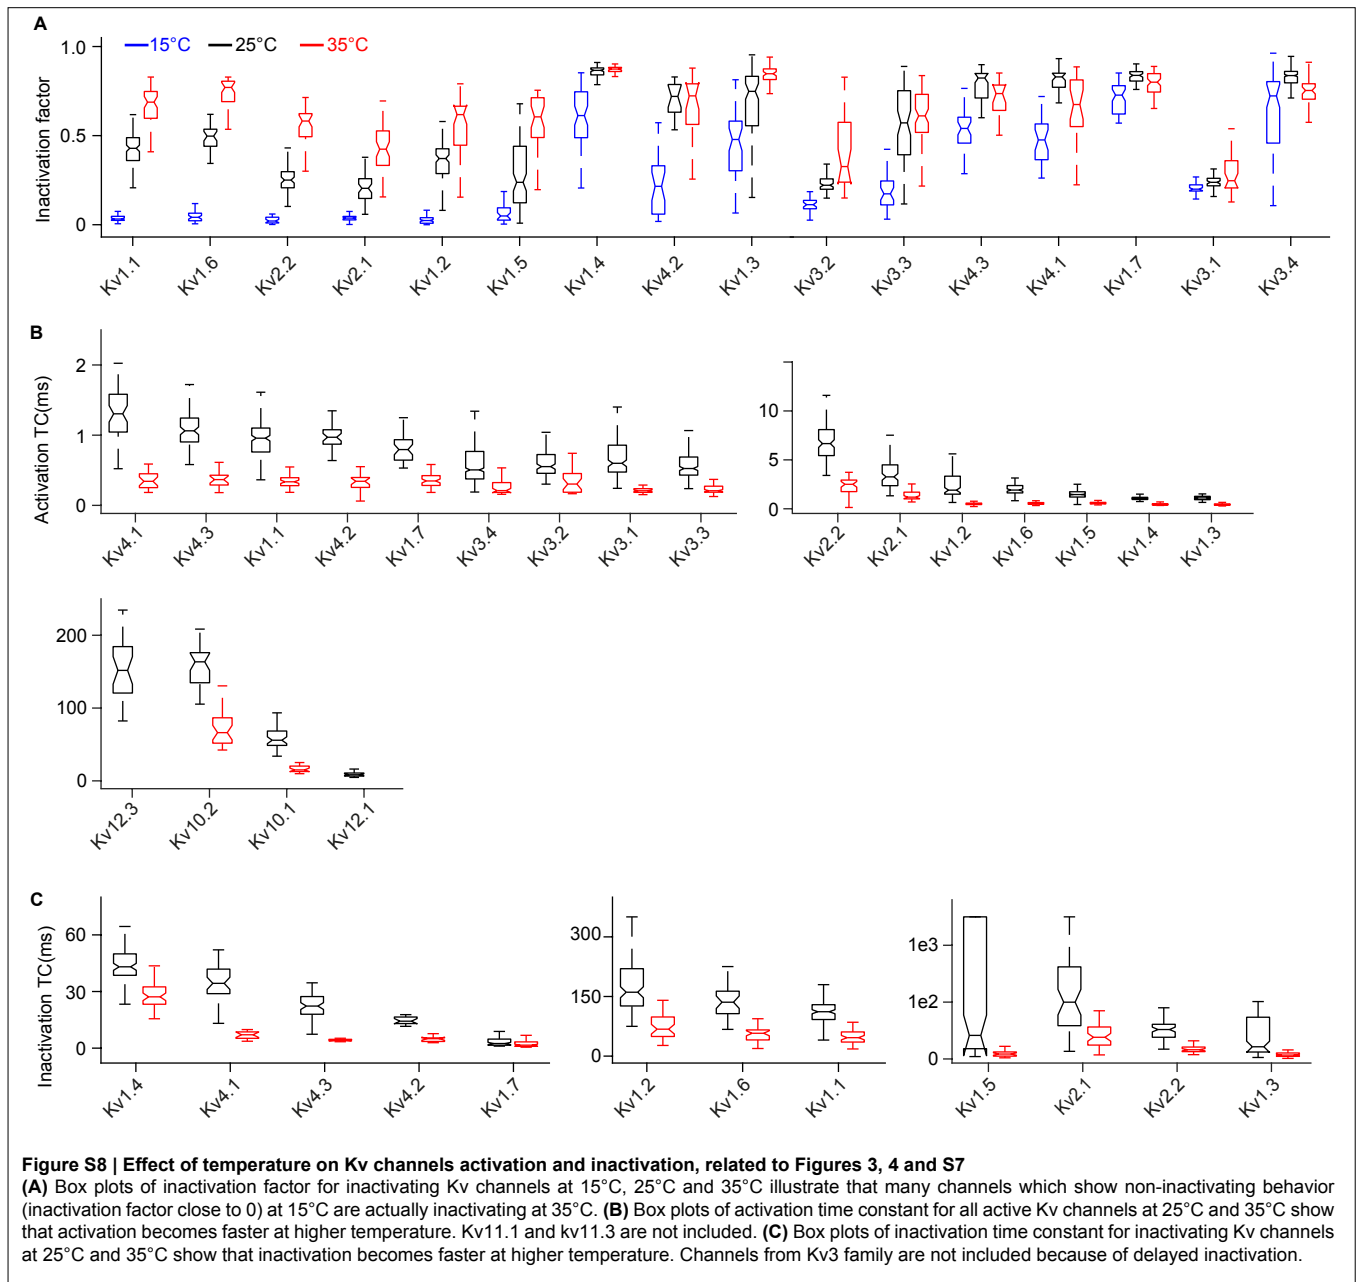 A
15°C 25°C 35°C
Inactivation factor
1.0
0.5
0
Kv1.1 Kv1.6 Kv2.2 Kv2.1 Kv1.2 Kv1.5 Kv1.4 Kv4.2 Kv1.3 Kv3.2 Kv3.3 Kv4.3 Kv4.1 Kv1.7 Kv3.1 Kv3.4
B
Activation TC(ms)
2
1
0
Kv4.1 Kv4.3 Kv1.1 Kv4.2 Kv1.7 Kv3.4 Kv3.2 Kv3.1 Kv3.3
10
5
0
Kv2.2 Kv2.1 Kv1.2 Kv1.6 Kv1.5 Kv1.4 Kv1.3
200
100
0
Kv12.3 Kv10.2 Kv10.1 Kv12.1
C
Inactivation TC(ms)
60
30
0
Kv1.4 Kv4.1 Kv4.3 Kv4.2 Kv1.7
300
150
0
Kv1.2 Kv1.6 Kv1.1
1e3
1e2
0
Kv1.5 Kv2.1 Kv2.2 Kv1.3
Figure S8 | Effect of temperature on Kv channels activation and inactivation, related to Figures 3, 4 and S7
(A) Box plots of inactivation factor for inactivating Kv channels at 15°C, 25°C and 35°C illustrate that many channels which show non-inactivating behavior
(inactivation factor close to 0) at 15°C are actually inactivating at 35°C. (B) Box plots of activation time constant for all active Kv channels at 25°C and 35°C show
that activation becomes faster at higher temperature. Kv11.1 and kv11.3 are not included. (C) Box plots of inactivation time constant for inactivating Kv channels
at 25°C and 35°C show that inactivation becomes faster at higher temperature. Channels from Kv3 family are not included because of delayed inactivation.